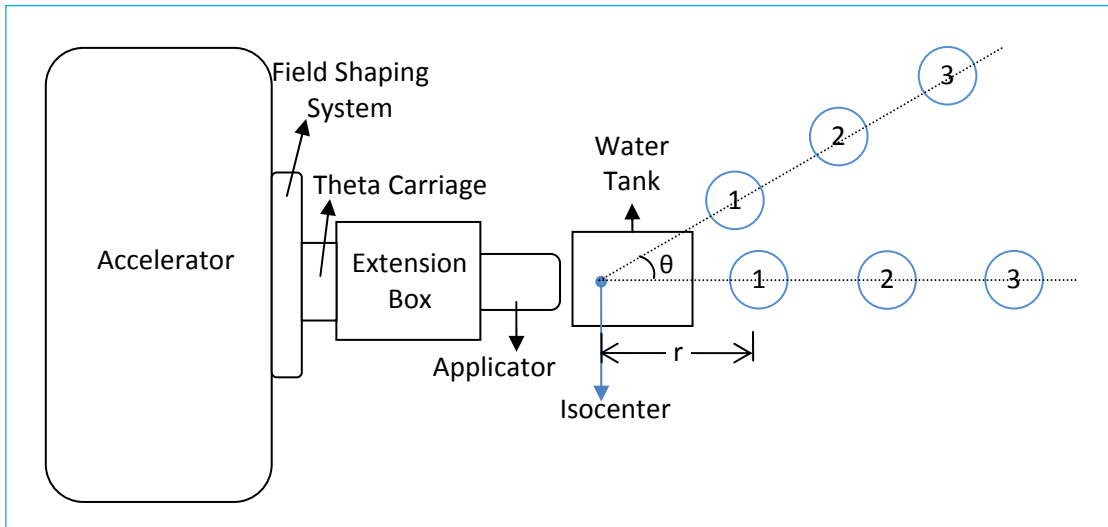 Field Shaping
System
Theta Carriage
Accelerator
Extension
Box
Applicator
Water
Tank
θ
r
Isocenter
1
2
3
1
2
3